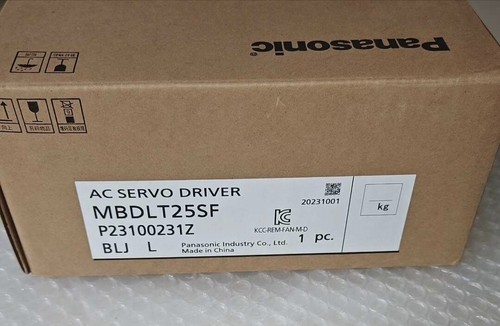 Panasonic
AC SERVO DRIVER
MBDLT25SF
20231001
P23100231Z
KCC-REM-FAN-M-D
BLJ L
Panasonic Industry Co., Ltd.
Made in China
1 pc.
kg